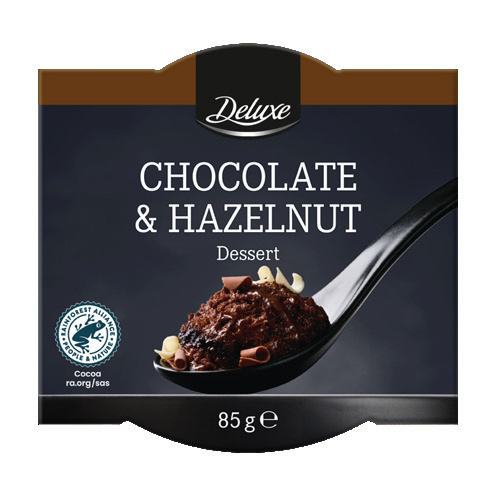 Deluxe
CHOCOLATE
& HAZELNUT
Dessert
RAINFOREST ALLIANCE
PEOPLE & NATURE
Cocoa
ra.org/sas
85 g ℮